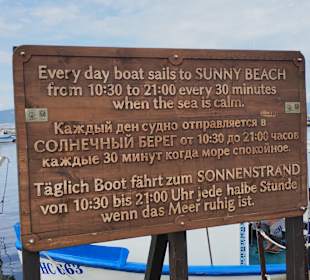 Every day boat sails to SUNNY BEACH
from 10:30 to 21:00 every 30 minutes
when the sea is calm.
Каждый ден судно отправляется в
СОЛНЕЧНЫЙ БЕРЕГ от 10:30 до 21:00 часов
каждые 30 минут когда море спокойное.
Täglich Boot fährt zum SONNENSTRAND
von 10:30 bis 21:00 Uhr jede halbe Stunde
wenn das Meer ruhig ist.